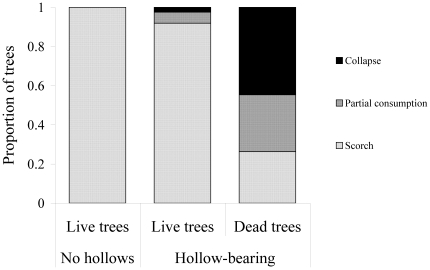 Proportion of trees
1
0.8
0.6
0.4
0.2
0
Collapse
Partial consumption
Scorch
Live trees
Live trees
Dead trees
No hollows
Hollow-bearing